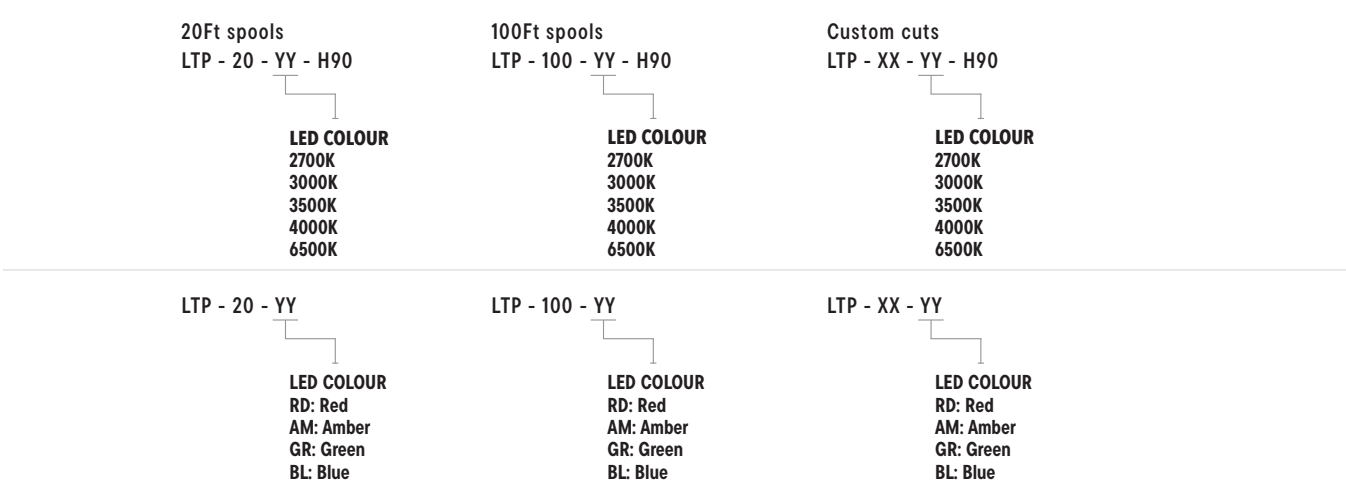 20Ft spools
LTP - 20 - YY - H90
LED COLOUR
2700K
3000K
3500K
4000K
6500K
100Ft spools
LTP - 100 - YY - H90
LED COLOUR
2700K
3000K
3500K
4000K
6500K
Custom cuts
LTP - XX - YY - H90
LED COLOUR
2700K
3000K
3500K
4000K
6500K
LTP - 20 - YY
LED COLOUR
RD: Red
AM: Amber
GR: Green
BL: Blue
LTP - 100 - YY
LED COLOUR
RD: Red
AM: Amber
GR: Green
BL: Blue
LTP - XX - YY
LED COLOUR
RD: Red
AM: Amber
GR: Green
BL: Blue